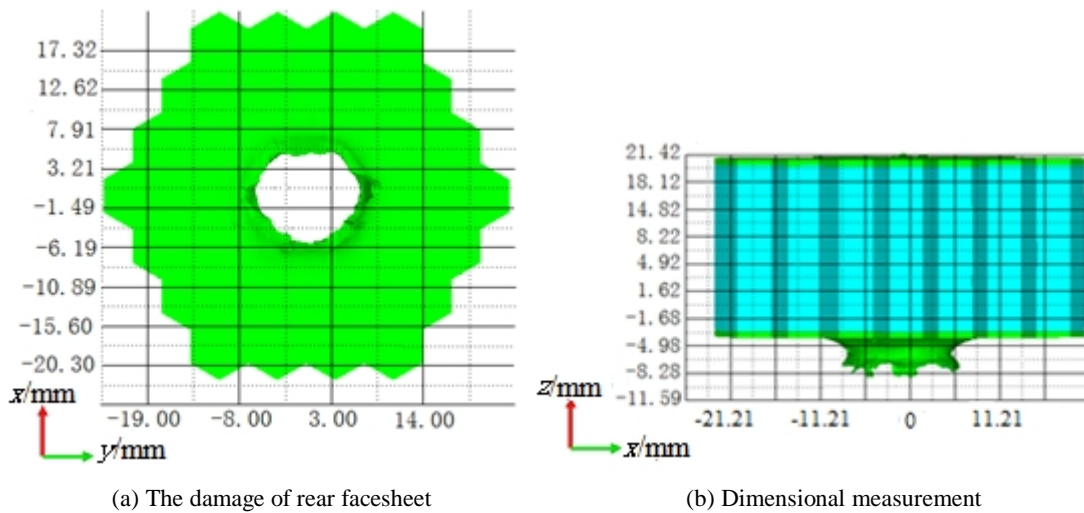 17.32
12.62
7.91
3.21
-1.49
-6.19
-10.89
-15.60
-20.30
x/mm
-19.00 -8.00 3.00 14.00
y/mm
21.42
18.12
14.82
8.22
4.92
1.62
-1.68
-4.98
-8.28
-11.59
z/mm
-21.21 -11.21 0 11.21
x/mm
(a) The damage of rear facesheet
(b) Dimensional measurement